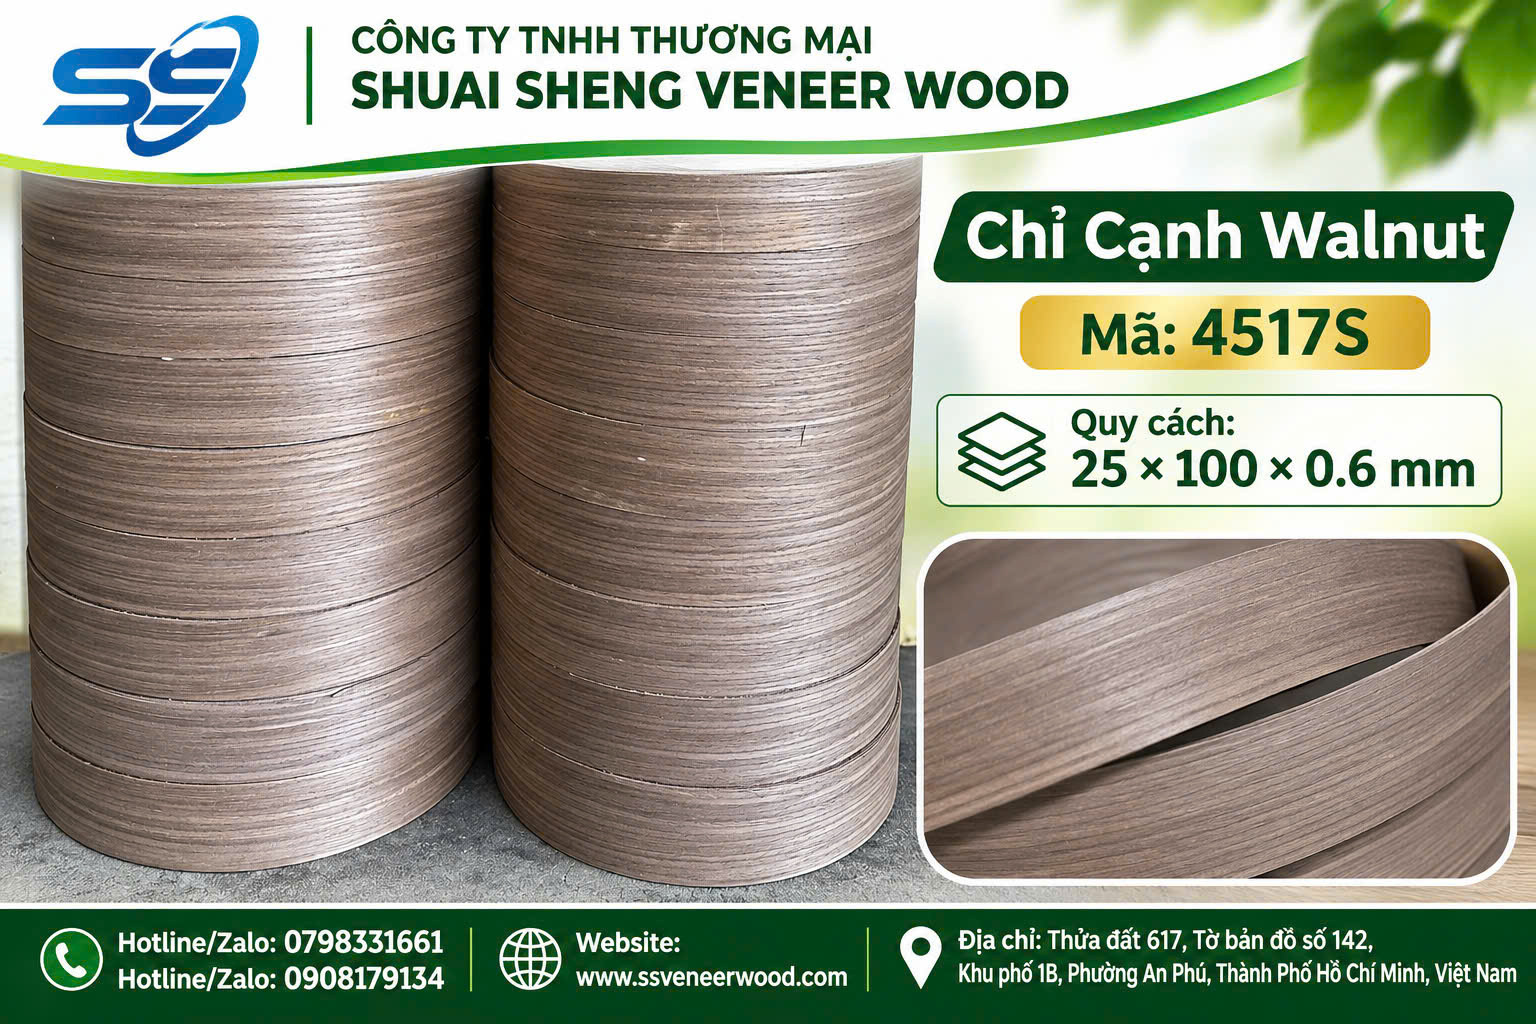 SS
CÔNG TY TNHH THƯƠNG MẠI
SHUAI SHENG VENEER WOOD
Chỉ Cạnh Walnut
Mã: 4517S
Quy cách:
25 × 100 × 0.6 mm
Hotline/Zalo: 0798331661
Hotline/Zalo: 0908179134
Website:
www.ssveneerwood.com
Địa chỉ: Thửa đất 617, Tờ bản đồ số 142,
Khu phố 1B, Phường An Phú, Thành Phố Hồ Chí Minh, Việt Nam